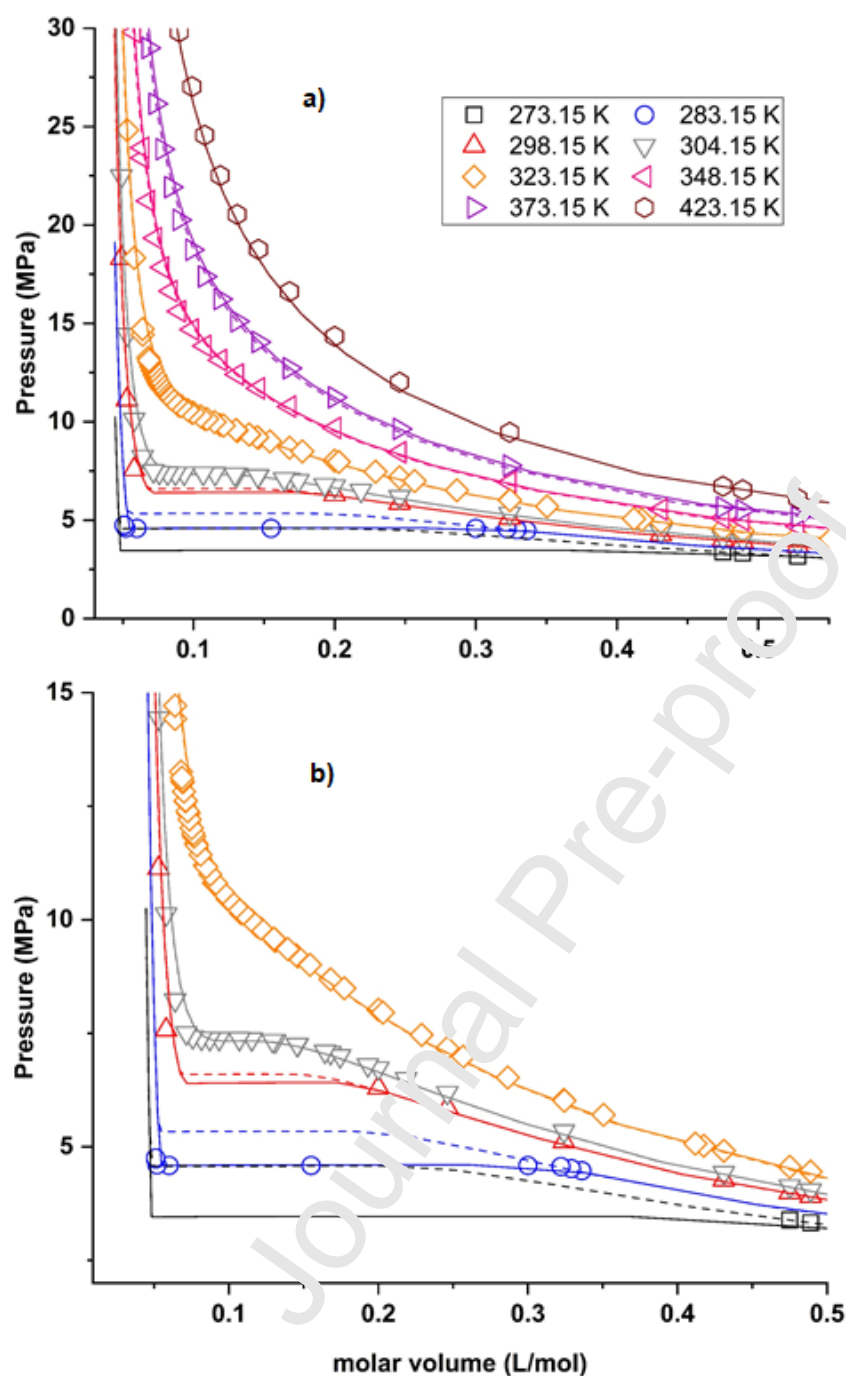 30
25
20
15
10
5
0
Pressure (MPa)
a)
273.15 K 283.15 K
298.15 K 304.15 K
323.15 K 348.15 K
373.15 K 423.15 K
0.1 0.2 0.3 0.4 0.5
15
10
5
Pressure (MPa)
b)
0.1 0.2 0.3 0.4 0.5
molar volume (L/mol)
Journal Pre-proof